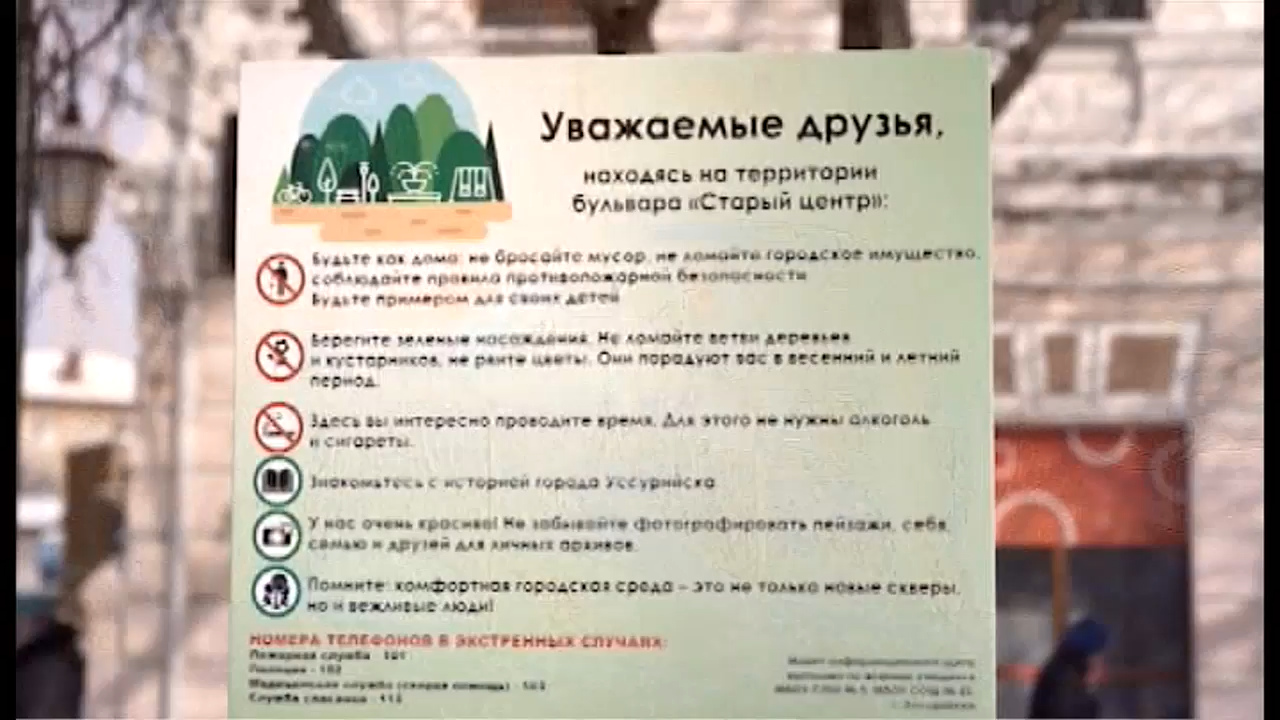 Уважаемые друзья,
находясь на территории
бульвара «Старый центр»:
Будьте как дома: не бросайте мусор, не ломайте городское имущество,
соблюдайте правила противопожарной безопасности
Будьте примером для своих детей
Берегите зеленые насаждения. Не ломайте ветви деревьев
и кустарников, не рвите цветы. Они порадуют вас в весенний и летний
период.
Здесь вы интересно проводите время. Для этого не нужны алкоголь
и сигареты.
Знакомьтесь с историей города Уссурийска
У нас очень красиво! Не забывайте фотографировать пейзажи, себя,
семью и друзей для личных архивов.
Помните: комфортная городская среда – это не только новые скверы,
но и вежливые люди!
НОМЕРА ТЕЛЕФОНОВ В ЭКСТРЕННЫХ СЛУЧАЯХ:
Пожарная служба - 101
Полиция - 102
Медицинская служба (скорая помощь) - 103
Служба спасения - 112